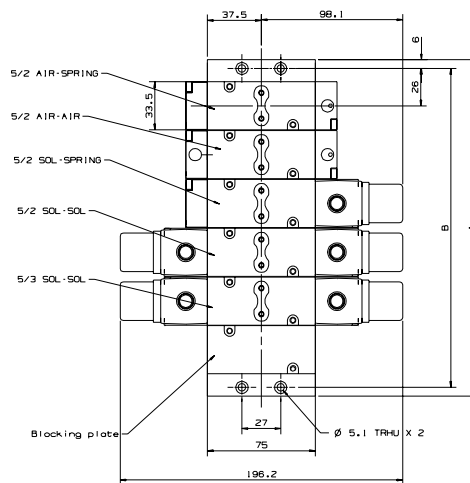 37.5
98.1
6
5/2 AIR-SPRING
33.5
26
5/2 AIR-AIR
5/2 SOL-SPRING
5/2 SOL-SOL
B
5/3 SOL-SOL
Blocking plate
27
Ø 5.1 TRHU X 2
75
196.2